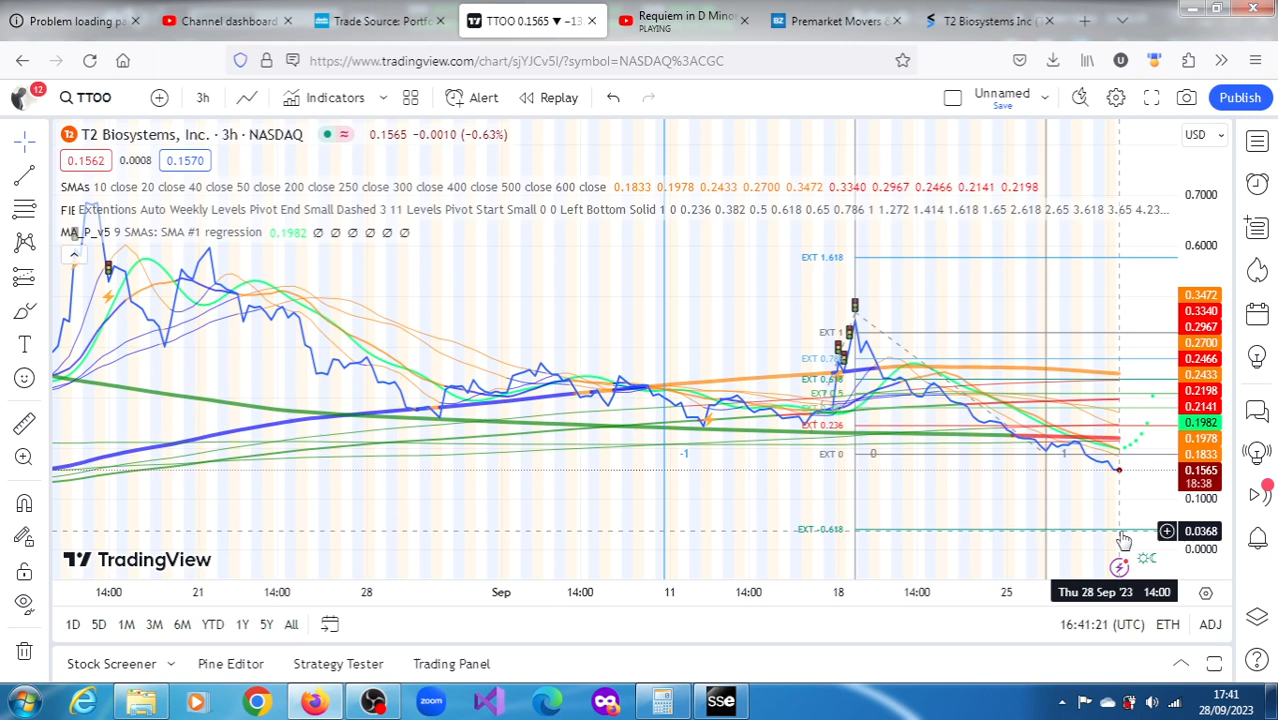 Problem loading pa
Channel dashboard
Trade Source: Portfo
TTOO 0.1565 ▼ −13
Requiem in D Minor
PLAYING
Premarket Movers &
T2 Biosystems Inc (T
https://www.tradingview.com/chart/sjYJCv5l/?symbol=NASDAQ%3ACGC
12
TTOO
3h
Indicators
Alert
Replay
Unnamed
Save
Publish
T2 Biosystems, Inc. · 3h · NASDAQ
0.1565 -0.0010 (-0.63%)
USD
0.1562
0.0008
0.1570
SMAs 10 close 20 close 40 close 50 close 200 close 250 close 300 close 400 close 500 close 600 close 0.1833 0.1978 0.2433 0.2700 0.3472 0.3340 0.2967 0.2466 0.2141 0.2198
Extentions Auto Weekly Levels Pivot End Small Dashed 3 11 Levels Pivot Start Small 0 0 Left Bottom Solid 1 0 0.236 0.382 0.5 0.618 0.65 0.786 1 1.272 1.414 1.618 1.65 2.618 2.65 3.618 3.65 4.23...
MA_P_v5 9 SMAs: SMA #1 regression 0.1982 ∅ ∅ ∅ ∅ ∅ ∅
0.7000
0.6000
EXT 1.618
EXT 1
EXT 0.618
EXT 0.236
EXT 0
EXT -0.618
-1
0
1
0.3472
0.3340
0.2967
0.2700
0.2466
0.2433
0.2198
0.2141
0.1982
0.1978
0.1833
0.1565
18:38
0.1000
0.0368
0.0000
TradingView
14:00
21
14:00
28
Sep
14:00
11
14:00
18
14:00
25
Thu 28 Sep '23 14:00
1D
5D
1M
3M
6M
YTD
1Y
5Y
All
16:41:21 (UTC)
ETH
ADJ
Stock Screener
Pine Editor
Strategy Tester
Trading Panel
zoom
SSE
17:41
28/09/2023